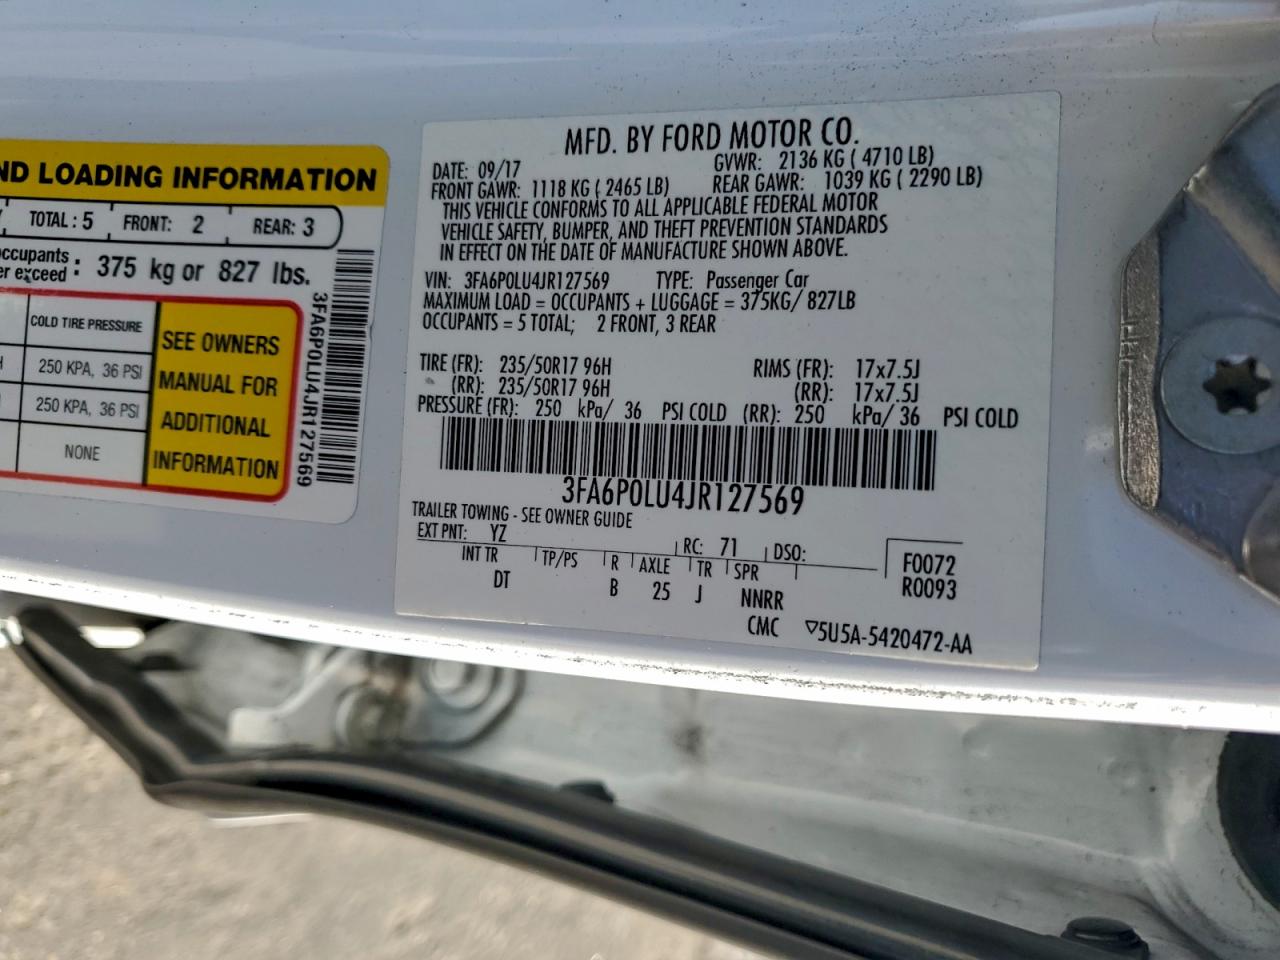 ND LOADING INFORMATION
TOTAL: 5 FRONT: 2 REAR: 3
ccupants
er exceed : 375 kg or 827 lbs.
COLD TIRE PRESSURE
250 KPA, 36 PSI
250 KPA, 36 PSI
NONE
SEE OWNERS
MANUAL FOR
ADDITIONAL
INFORMATION
3FA6P0LU4JR127569
MFD. BY FORD MOTOR CO.
DATE: 09/17 GVWR: 2136 KG ( 4710 LB)
FRONT GAWR: 1118 KG ( 2465 LB) REAR GAWR: 1039 KG ( 2290 LB)
THIS VEHICLE CONFORMS TO ALL APPLICABLE FEDERAL MOTOR
VEHICLE SAFETY, BUMPER, AND THEFT PREVENTION STANDARDS
IN EFFECT ON THE DATE OF MANUFACTURE SHOWN ABOVE.
VIN: 3FA6P0LU4JR127569 TYPE: Passenger Car
MAXIMUM LOAD = OCCUPANTS + LUGGAGE = 375KG/ 827LB
OCCUPANTS = 5 TOTAL; 2 FRONT, 3 REAR
TIRE (FR): 235/50R17 96H RIMS (FR): 17x7.5J
(RR): 235/50R17 96H (RR): 17x7.5J
PRESSURE (FR): 250 kPa/ 36 PSI COLD (RR): 250 kPa/ 36 PSI COLD
3FA6P0LU4JR127569
TRAILER TOWING - SEE OWNER GUIDE
EXT PNT: YZ RC: 71 DSO:
INT TR TP/PS R AXLE TR SPR
DT B 25 J NNRR
F0072
R0093
CMC ▽5U5A-5420472-AA